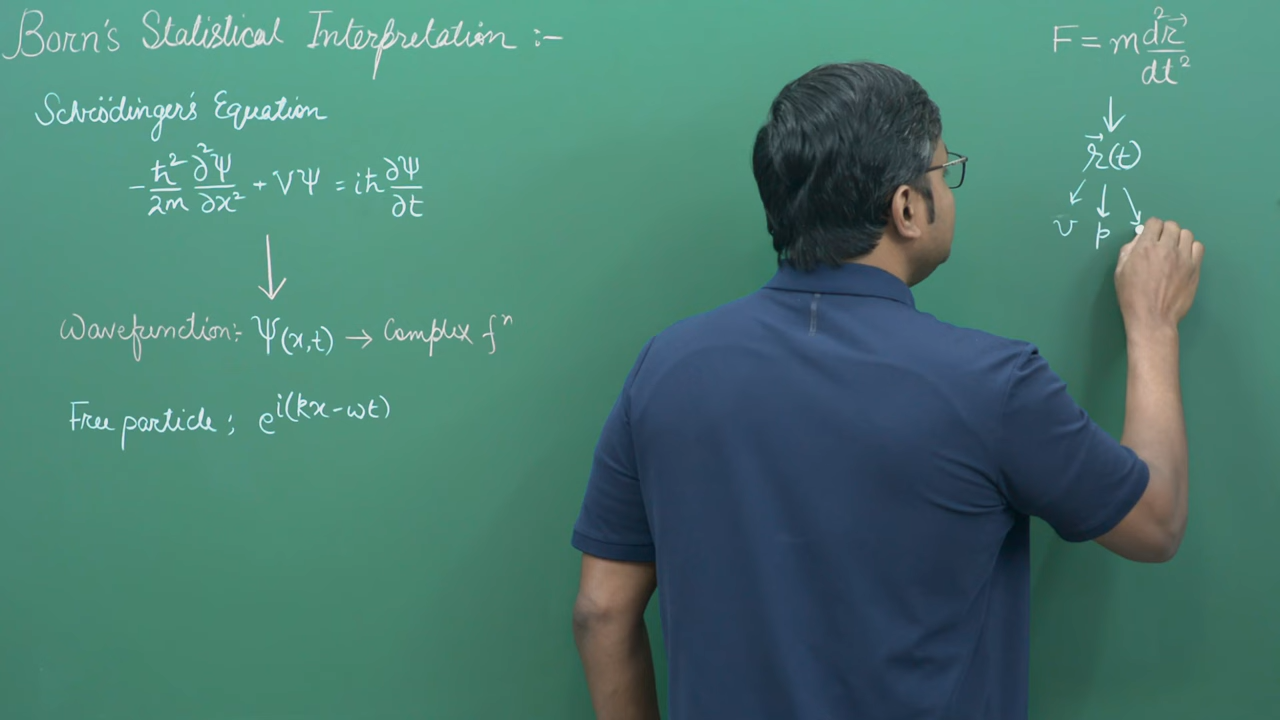 Born's Statistical Interpretation :-
Schrödinger's Equation
-ħ²/2m ∂²Ψ/∂x² + VΨ = iħ ∂Ψ/∂t
↓
Wavefunction:- Ψ(x,t) → Complex fⁿ
Free particle ; e^{i(kx-ωt)}
F = m d²r⃗/dt²
↓
r⃗(t)
↙ ↓ ↘
v p